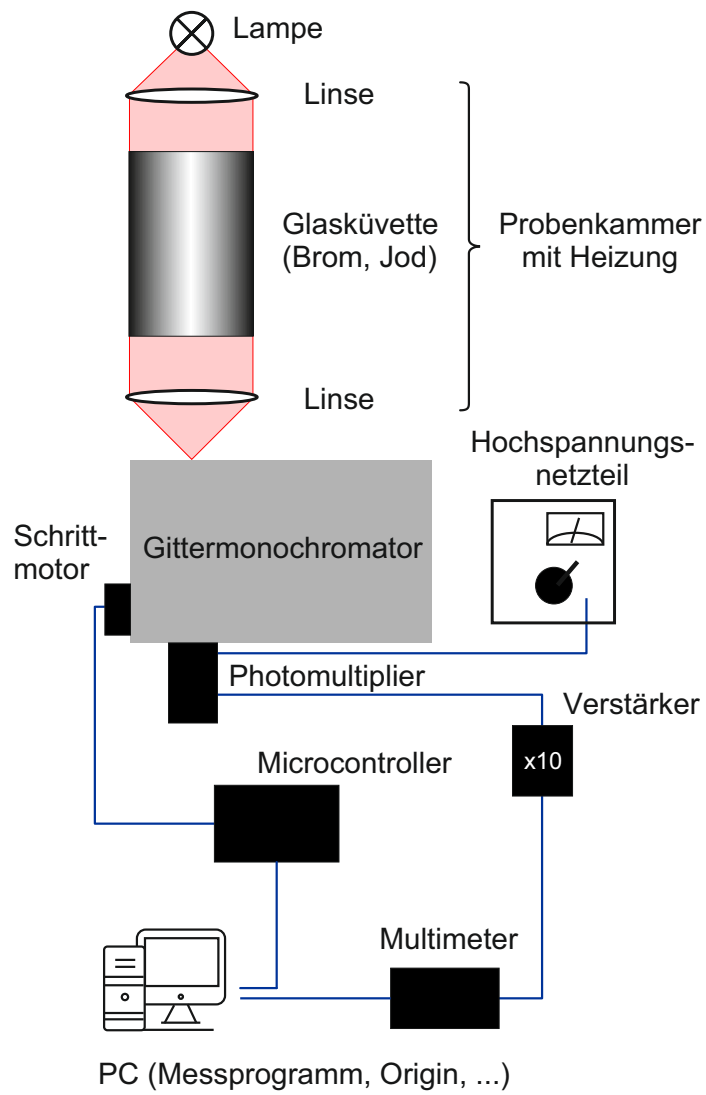 Lampe
Linse
Glasküvette
(Brom, Jod)
Probenkammer
mit Heizung
Linse
Hochspannungs-
netzteil
Schritt-
motor
Gittermonochromator
Photomultiplier
Verstärker
x10
Microcontroller
Multimeter
PC (Messprogramm, Origin, ...)